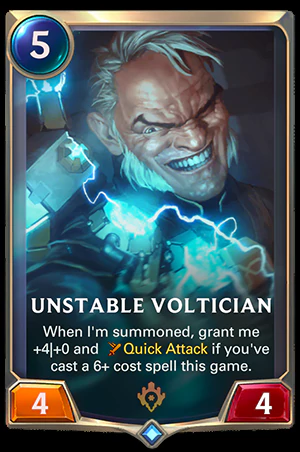 5
UNSTABLE VOLTICIAN
When I'm summoned, grant me
+4|+0 and Quick Attack if you've
cast a 6+ cost spell this game.
4
4